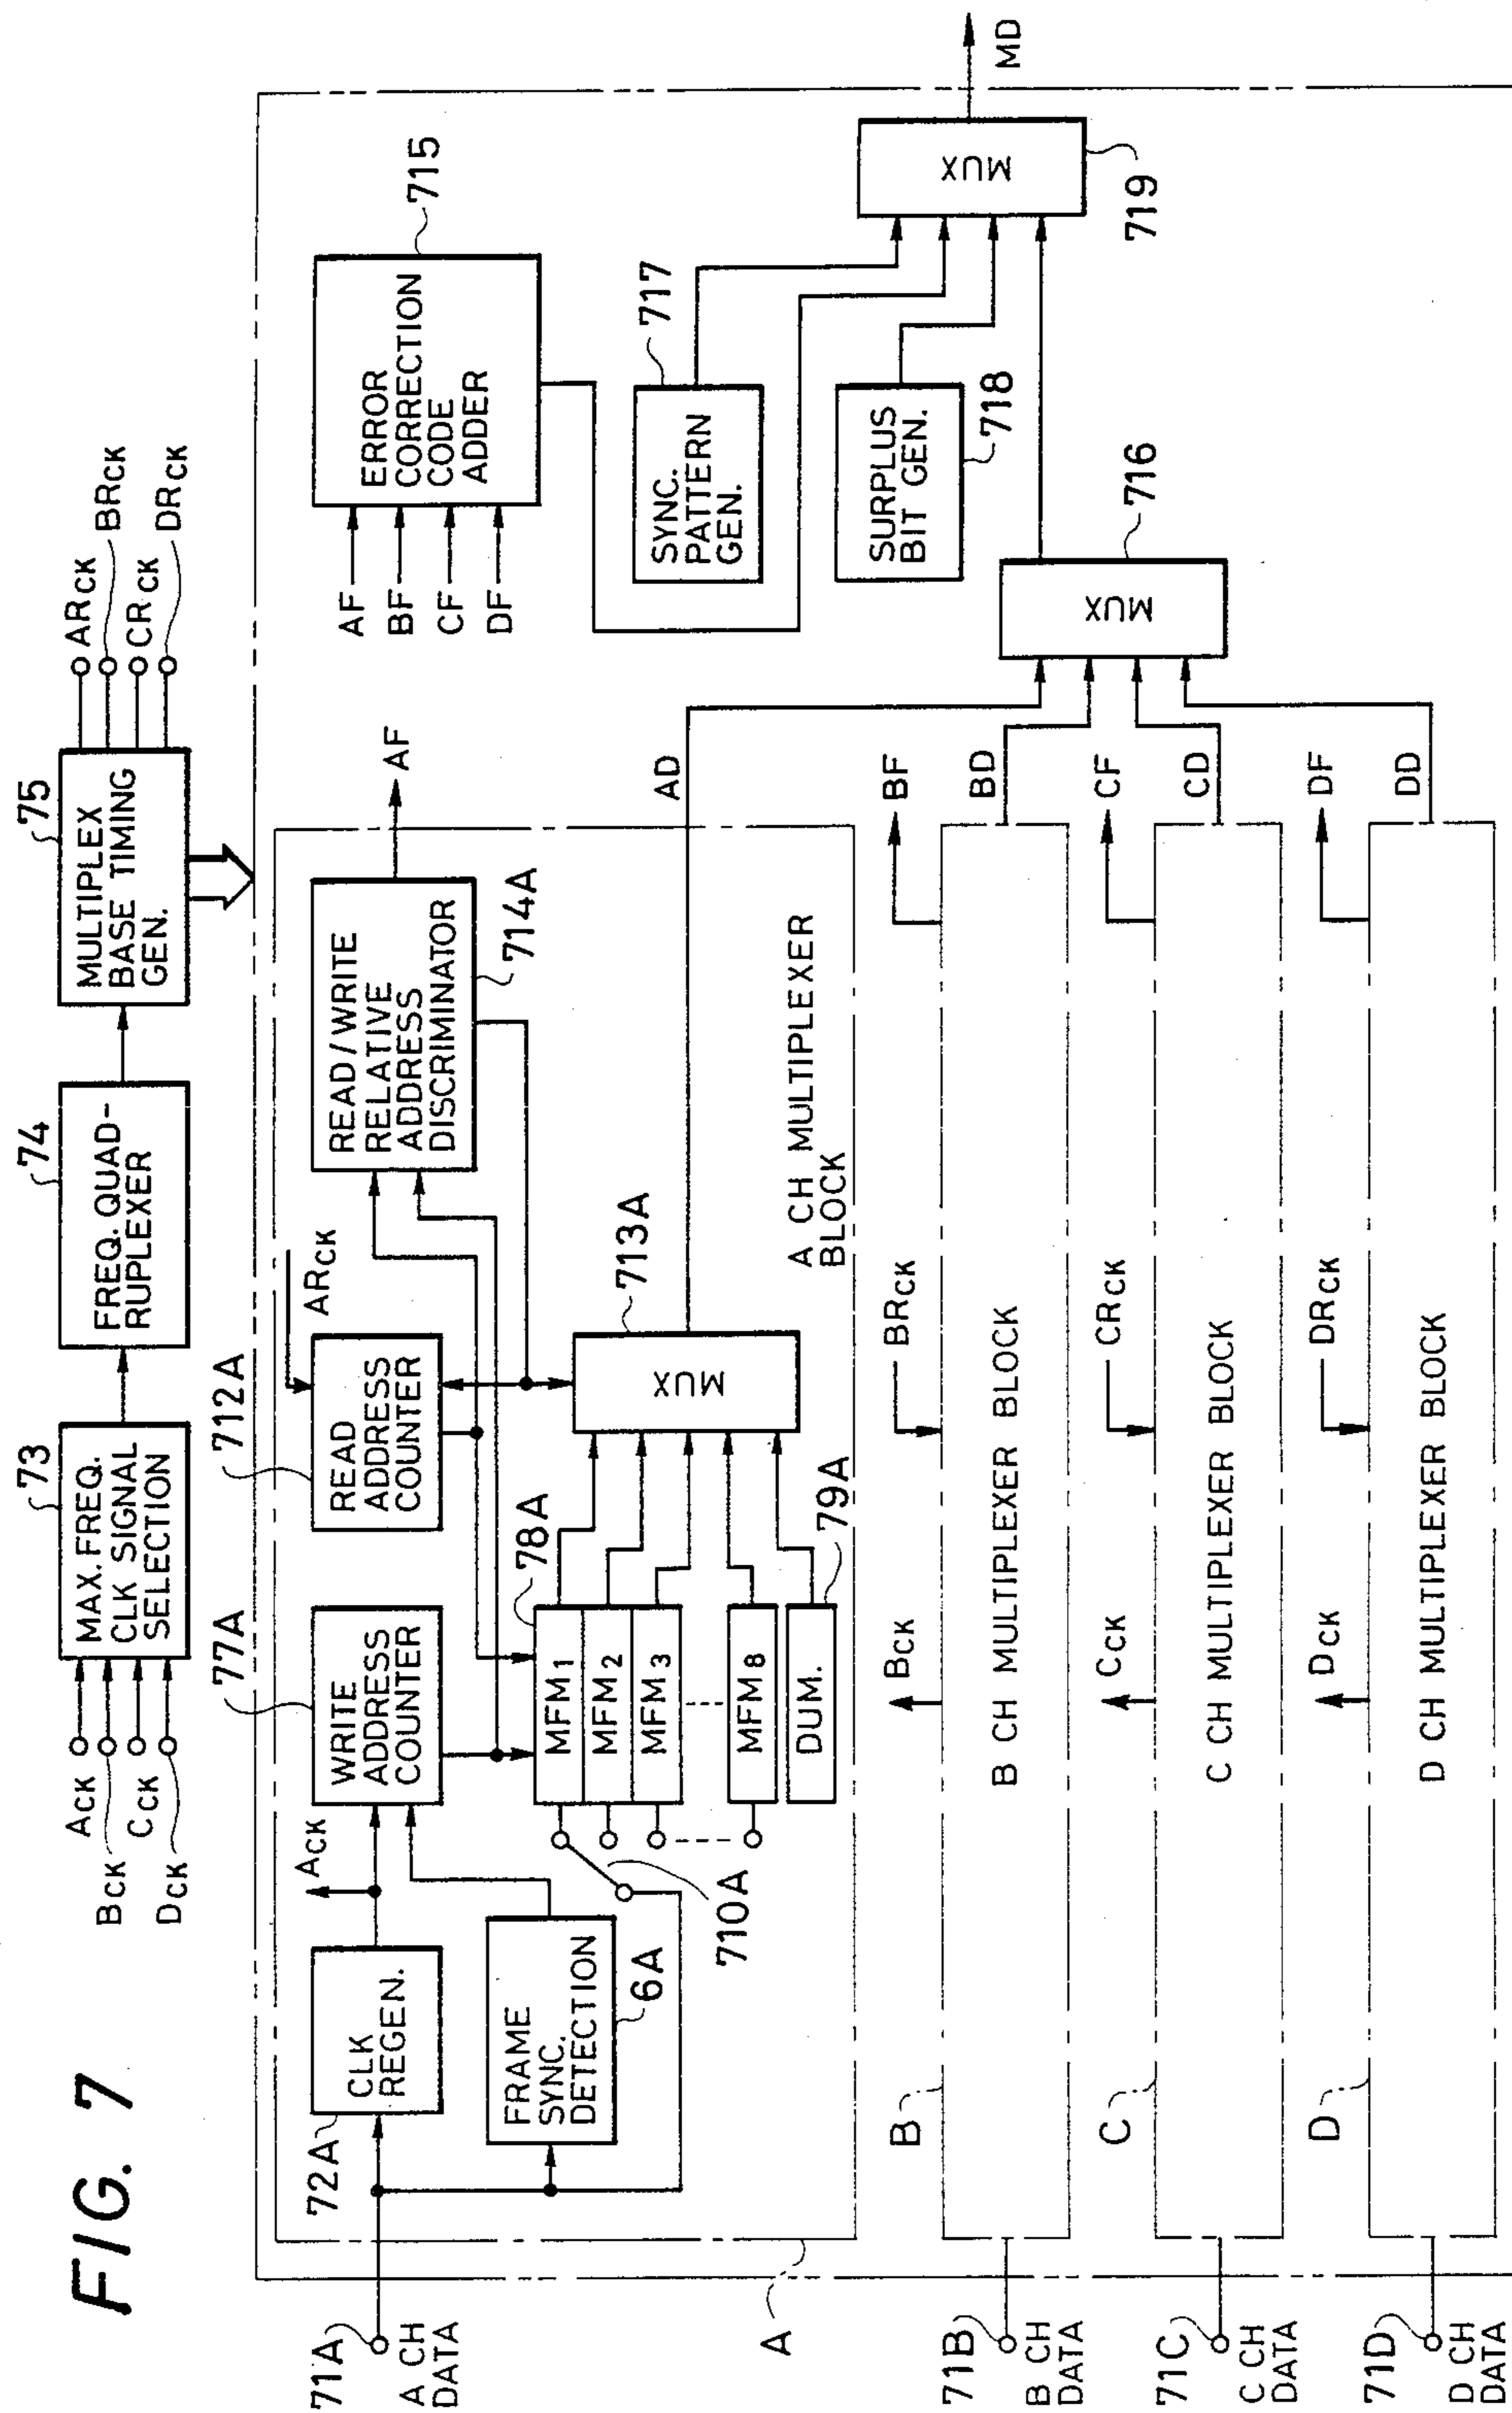 FIG. 7
ACK
BCK
CCK
DCK
73
MAX. FREQ.
CLK SIGNAL
SELECTION
74
FREQ. QUAD-
RUPLEXER
75
MULTIPLEX
BASE TIMING
GEN.
ARCK
BRCK
CRCK
DRCK
71A
A CH
DATA
72A
CLK
REGEN.
ACK
FRAME
SYNC.
DETECTION
6A
77A
WRITE
ADDRESS
COUNTER
712A
READ
ADDRESS
COUNTER
ARCK
READ/WRITE
RELATIVE
ADDRESS
DISCRIMINATOR
714A
AF
710A
78A
MFM1
MFM2
MFM3
MFM8
DUM.
79A
MUX
713A
AD
A CH MULTIPLEXER
BLOCK
A
AF
BF
CF
DF
ERROR
CORRECTION
CODE
ADDER
715
SYNC.
PATTERN
GEN.
717
SURPLUS
BIT GEN.
718
MUX
716
MUX
719
MD
71B
B CH
DATA
B
BCK
BRCK
B CH MULTIPLEXER BLOCK
BF
BD
71C
C CH
DATA
C
CCK
CRCK
C CH MULTIPLEXER BLOCK
CF
CD
71D
D CH
DATA
D
DCK
DRCK
D CH MULTIPLEXER BLOCK
DF
DD